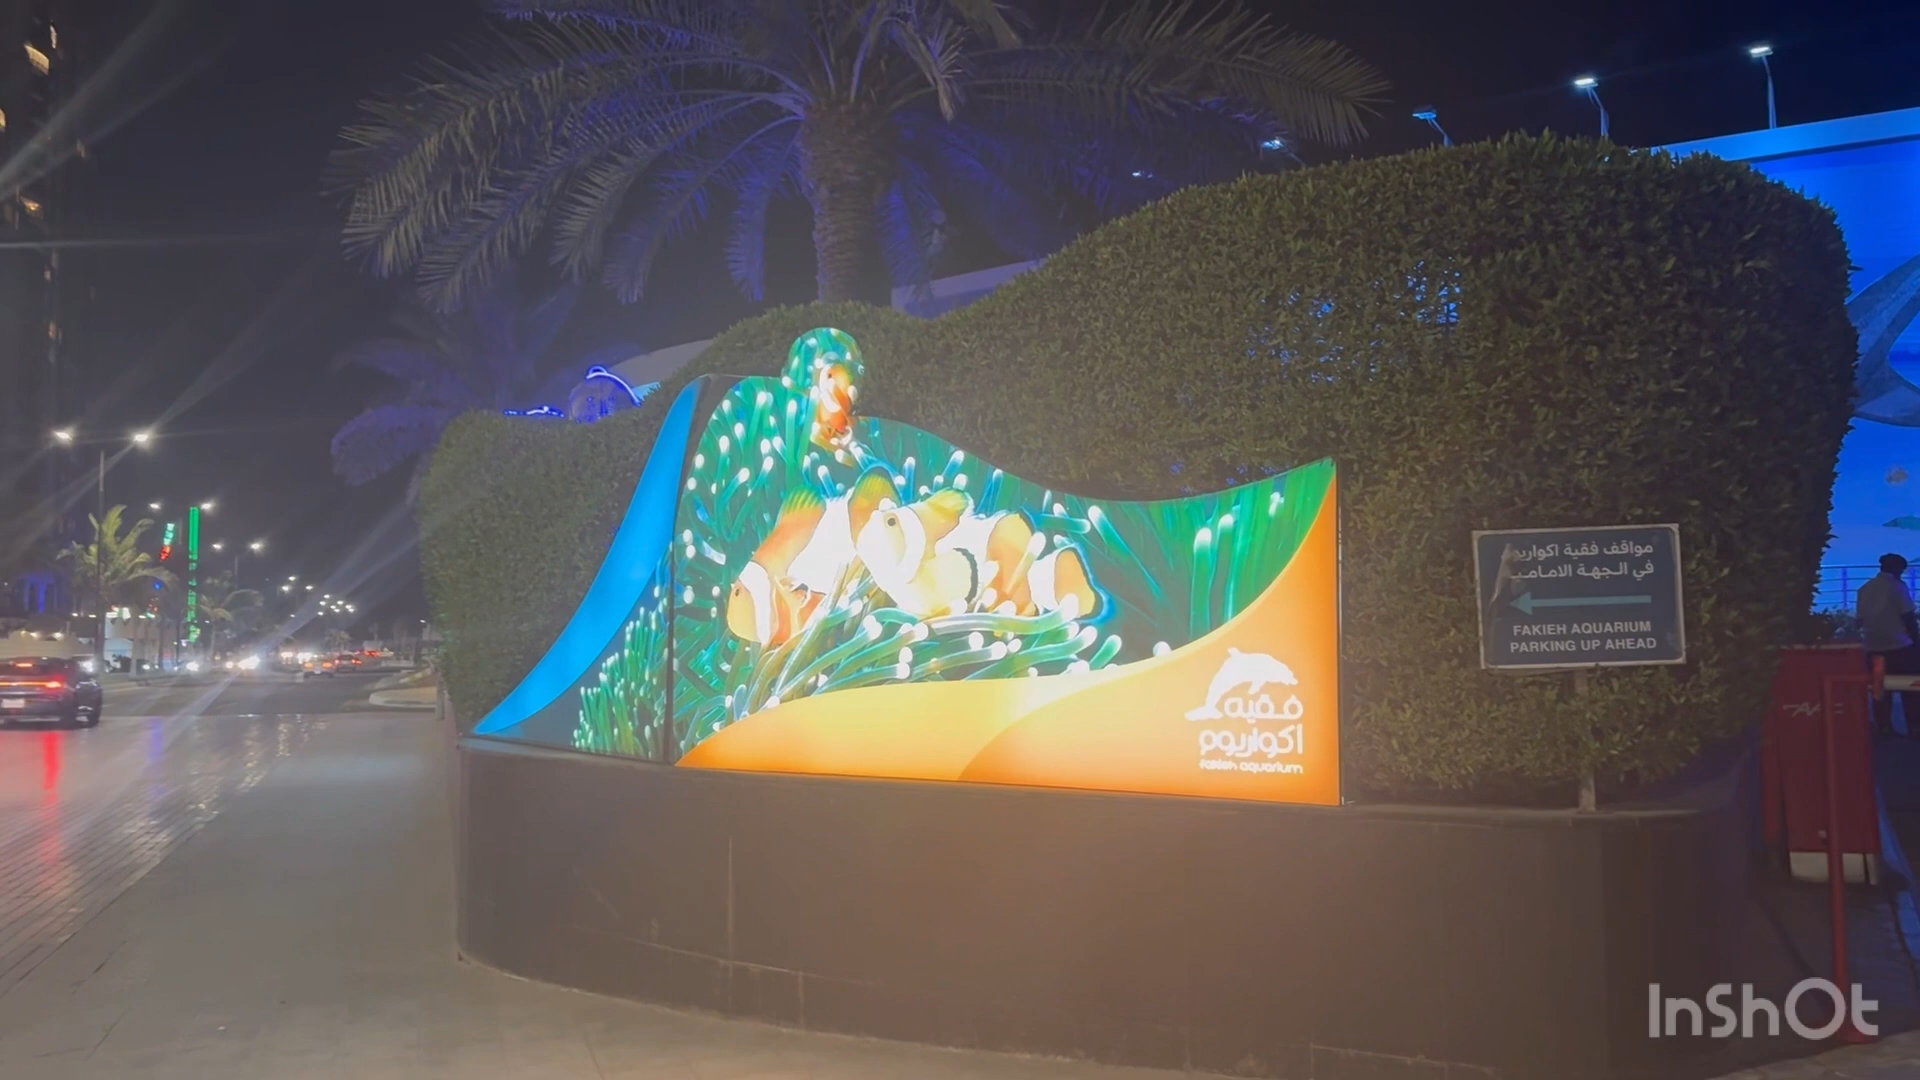 مواقف فقية اكواريوم
في الجهة الامامية
FAKIEH AQUARIUM
PARKING UP AHEAD
فقيه
اكواريوم
fakieh aquarium
InShOt